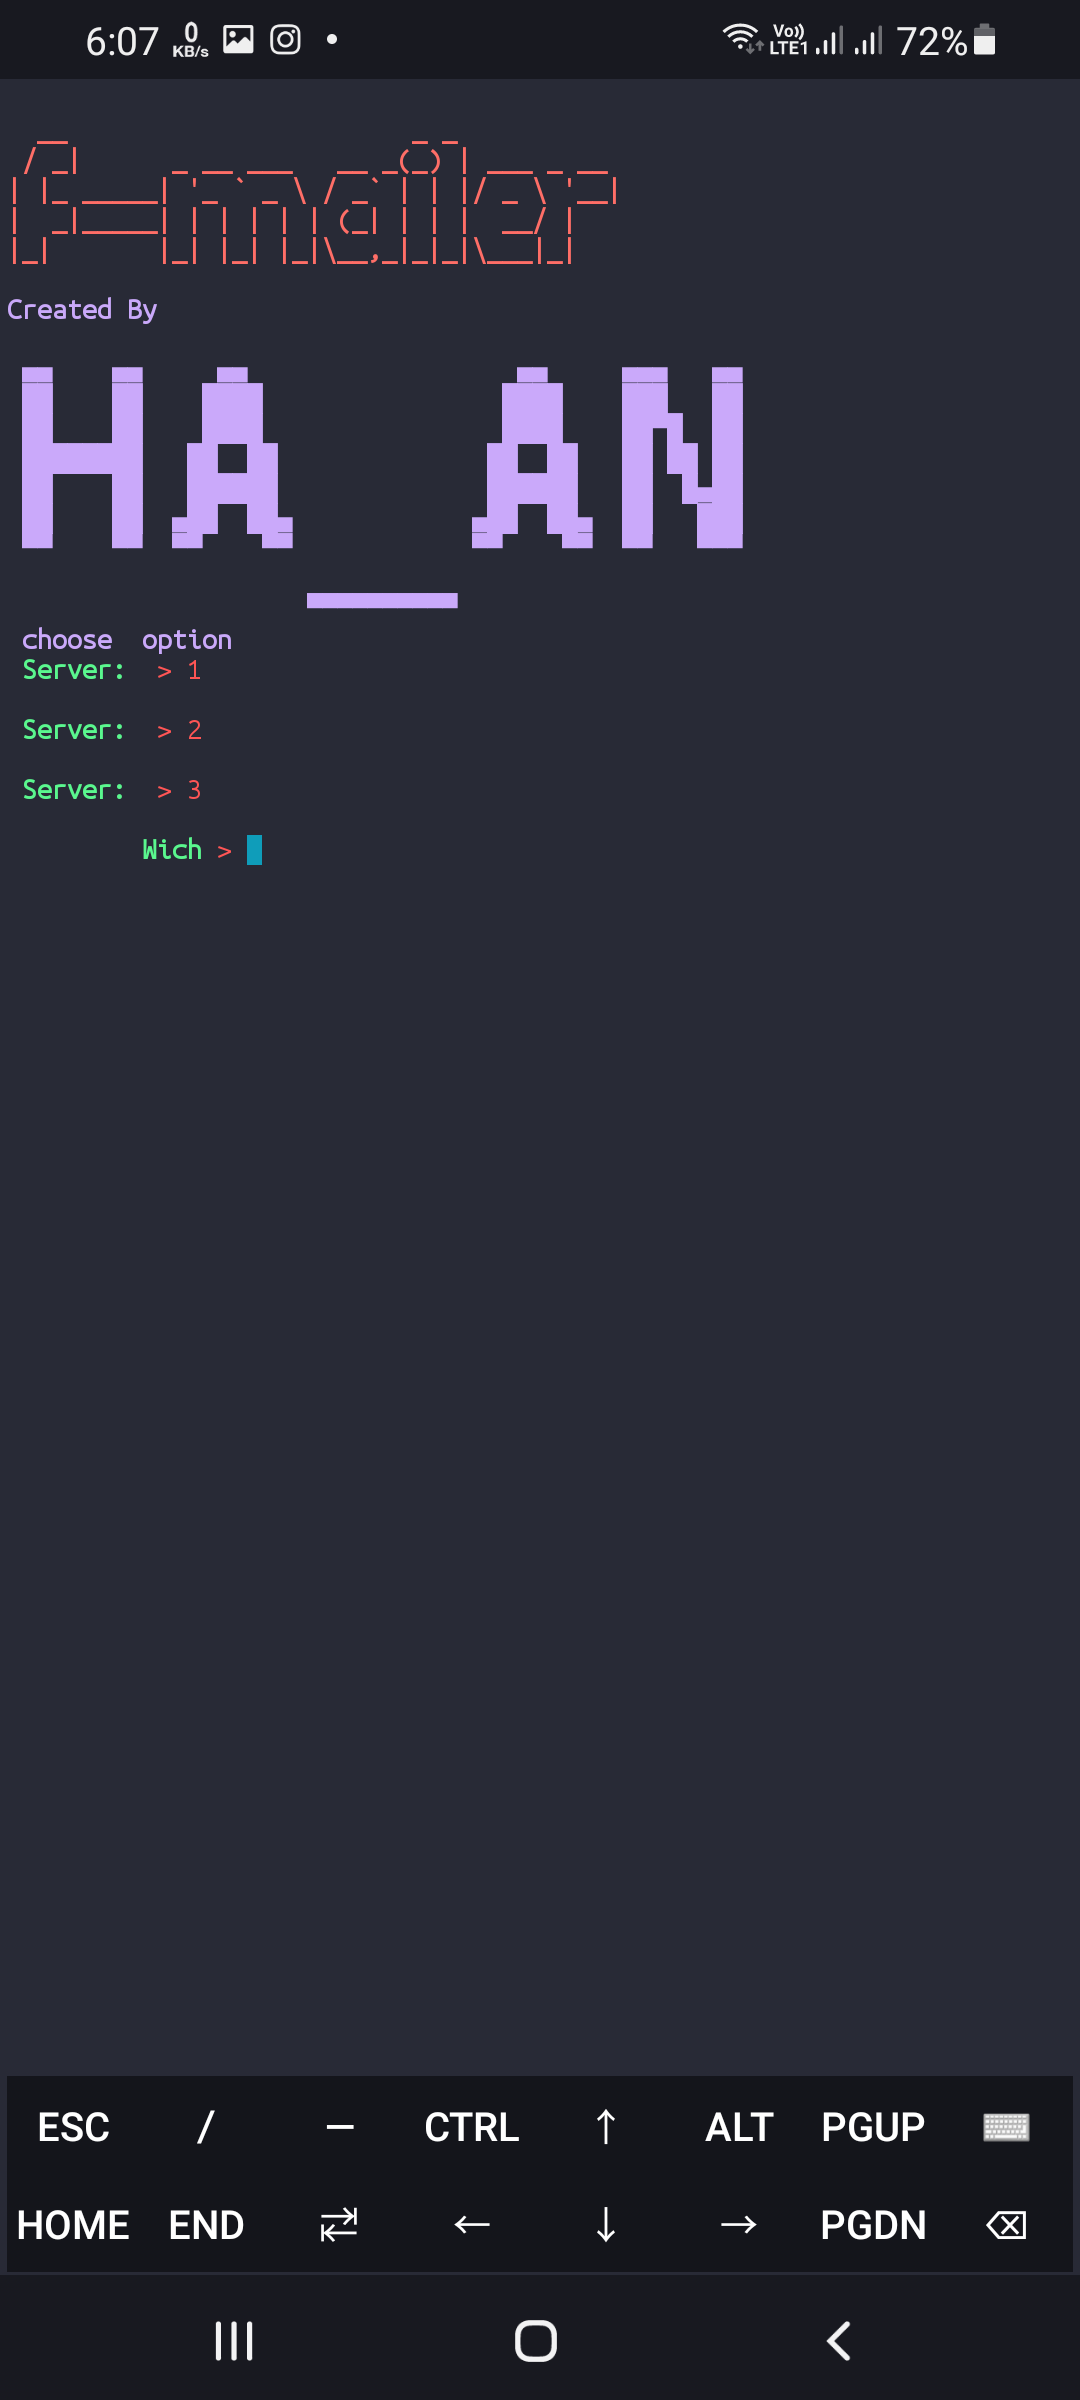 6:07 0 KB/s Vo)) LTE1 72%
f-mailer
Created By
HA_AN
choose option
Server: > 1
Server: > 2
Server: > 3
Wich >
ESC / – CTRL ↑ ALT PGUP
HOME END ⇄ ← ↓ → PGDN